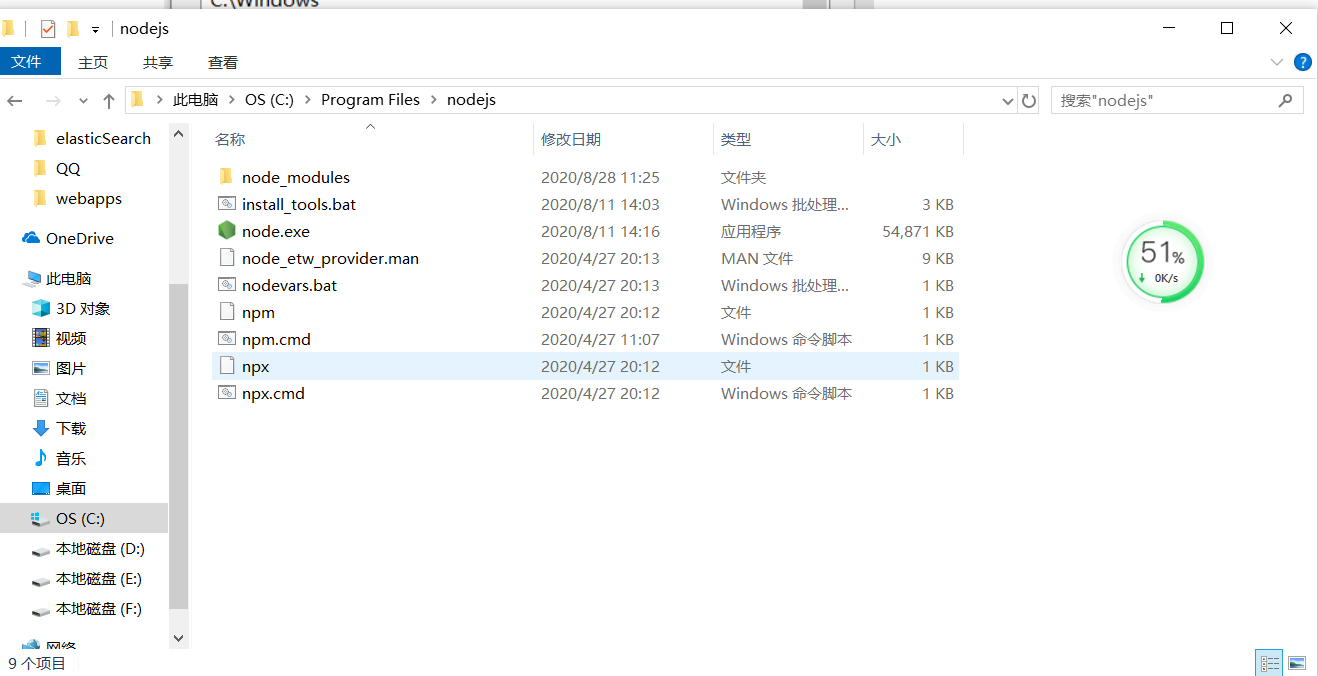 C:\Windows
nodejs
文件 主页 共享 查看
此电脑 OS (C:) Program Files nodejs 搜索"nodejs"
名称 修改日期 类型 大小
elasticSearch
QQ
webapps
OneDrive
此电脑
3D 对象
视频
图片
文档
下载
音乐
桌面
OS (C:)
本地磁盘 (D:)
本地磁盘 (E:)
本地磁盘 (F:)
网络
node_modules 2020/8/28 11:25 文件夹
install_tools.bat 2020/8/11 14:03 Windows 批处理... 3 KB
node.exe 2020/8/11 14:16 应用程序 54,871 KB
node_etw_provider.man 2020/4/27 20:13 MAN 文件 9 KB
nodevars.bat 2020/4/27 20:13 Windows 批处理... 1 KB
npm 2020/4/27 20:12 文件 1 KB
npm.cmd 2020/4/27 11:07 Windows 命令脚本 1 KB
npx 2020/4/27 20:12 文件 1 KB
npx.cmd 2020/4/27 20:12 Windows 命令脚本 1 KB
51%
0K/s
9 个项目